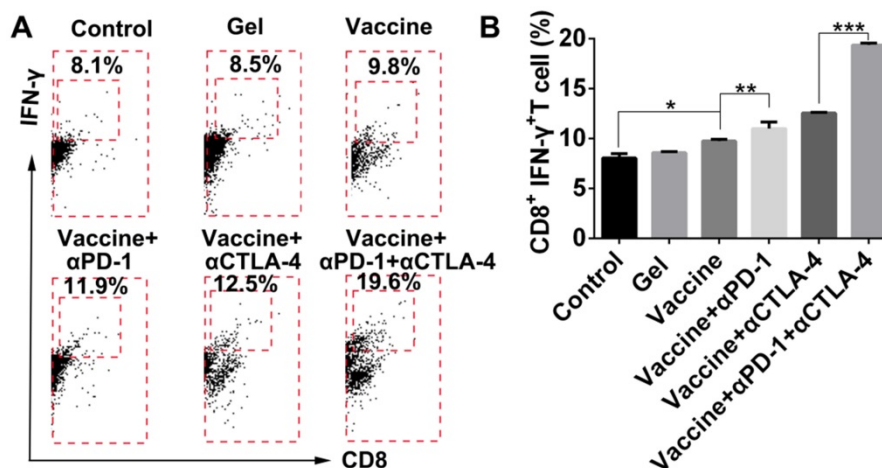 A
Control
Gel
Vaccine
8.1%
8.5%
9.8%
IFN-γ
Vaccine+
αPD-1
11.9%
Vaccine+
αCTLA-4
12.5%
Vaccine+
αPD-1+αCTLA-4
19.6%
CD8
B
CD8+ IFN-γ+T cell (%)
20
15
10
5
0
*
**
***
Control
Gel
Vaccine
Vaccine+αPD-1
Vaccine+αCTLA-4
Vaccine+αPD-1+αCTLA-4